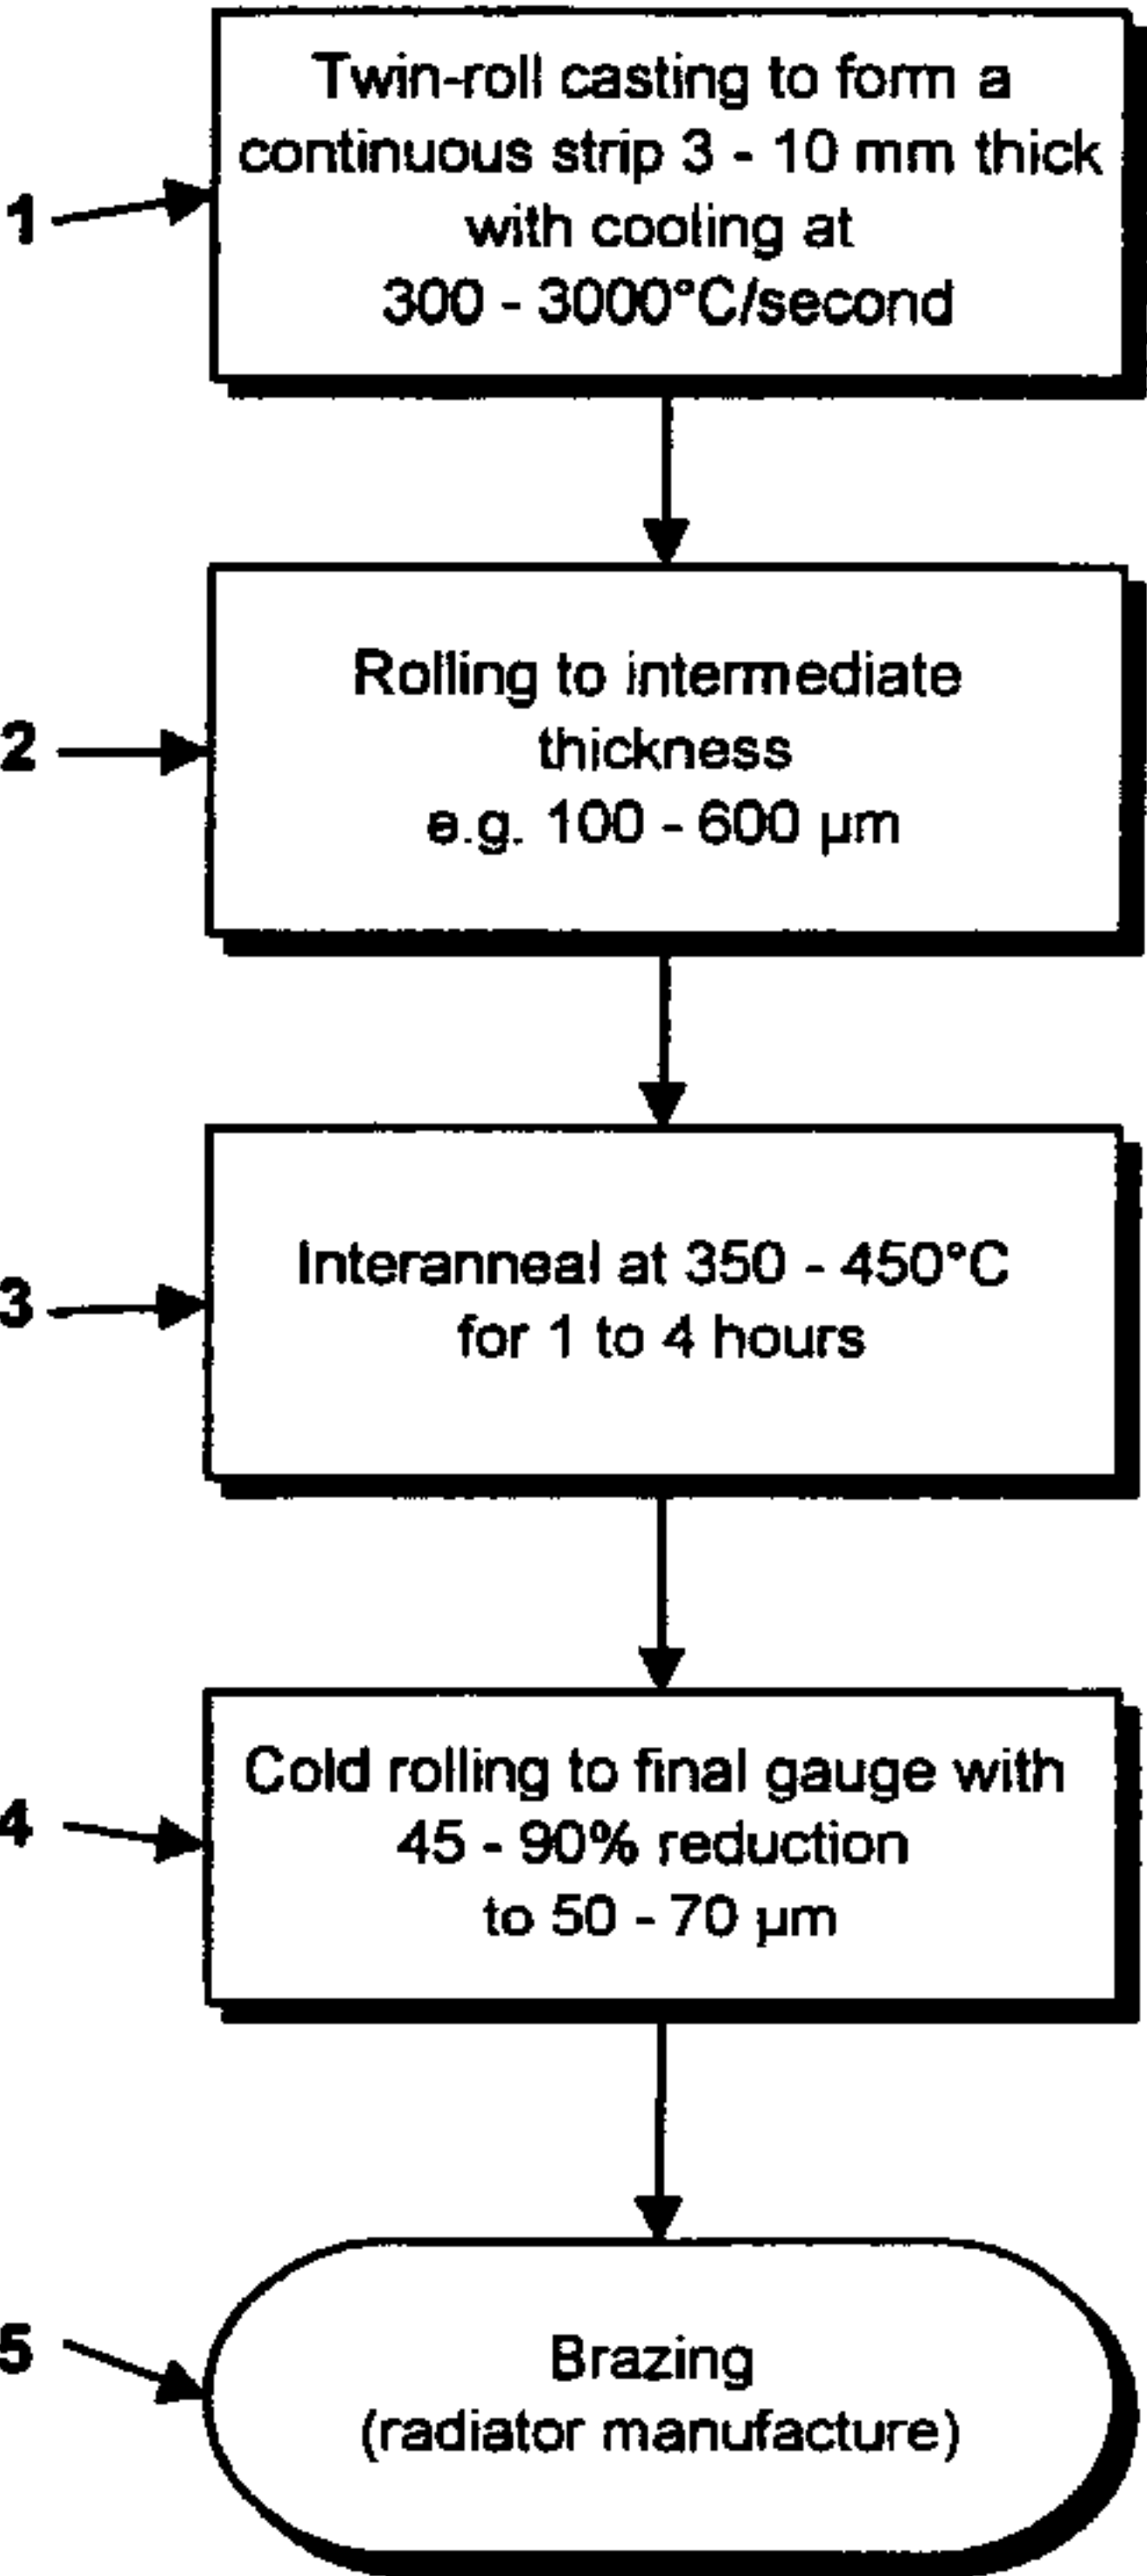 Twin-roll casting to form a
continuous strip 3 - 10 mm thick
with cooling at
300 - 3000°C/second
1
Rolling to intermediate
thickness
e.g. 100 - 600 µm
2
Interanneal at 350 - 450°C
for 1 to 4 hours
3
Cold rolling to final gauge with
45 - 90% reduction
to 50 - 70 µm
4
Brazing
(radiator manufacture)
5